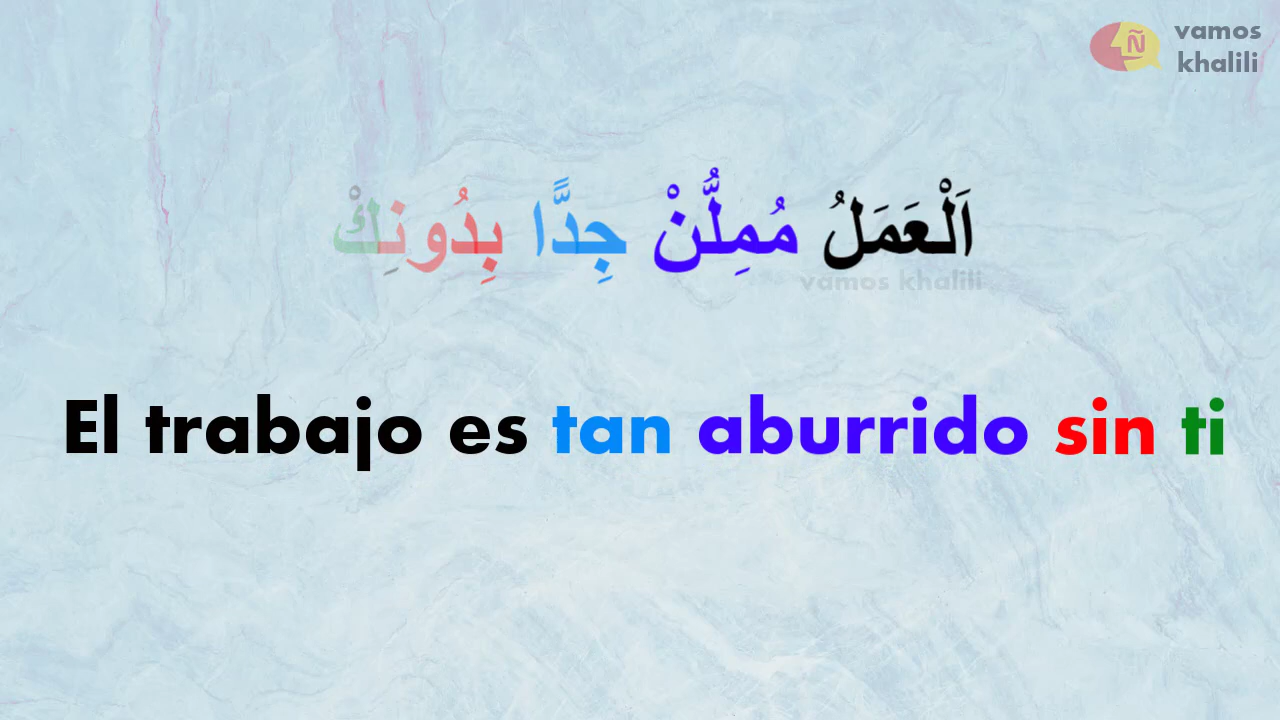 vamos
khalili
اَلْعَمَلُ مُمِلُّنْ جِدًّا بِدُونِكْ
vamos khalili
El trabajo es tan aburrido sin ti